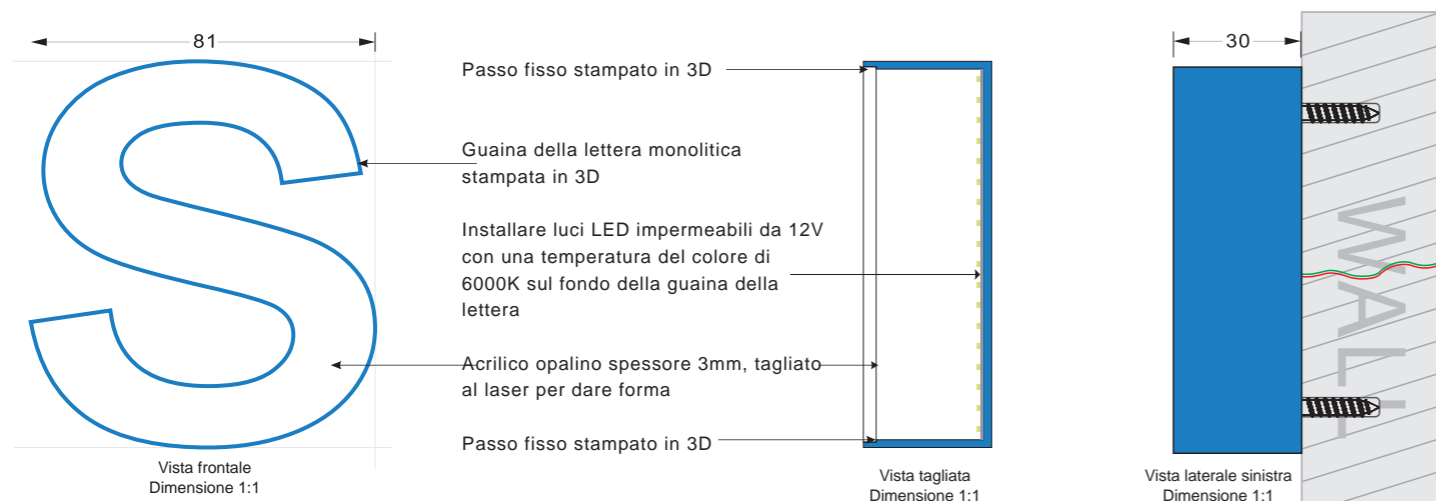 81
Passo fisso stampato in 3D
30
Guaina della lettera monolitica
stampata in 3D
Installare luci LED impermeabili da 12V
con una temperatura del colore di
6000K sul fondo della guaina della
lettera
WALL
Acrilico opalino spessore 3mm, tagliato
al laser per dare forma
Passo fisso stampato in 3D
Vista frontale
Dimensione 1:1
Vista tagliata
Dimensione 1:1
Vista laterale sinistra
Dimensione 1:1
S